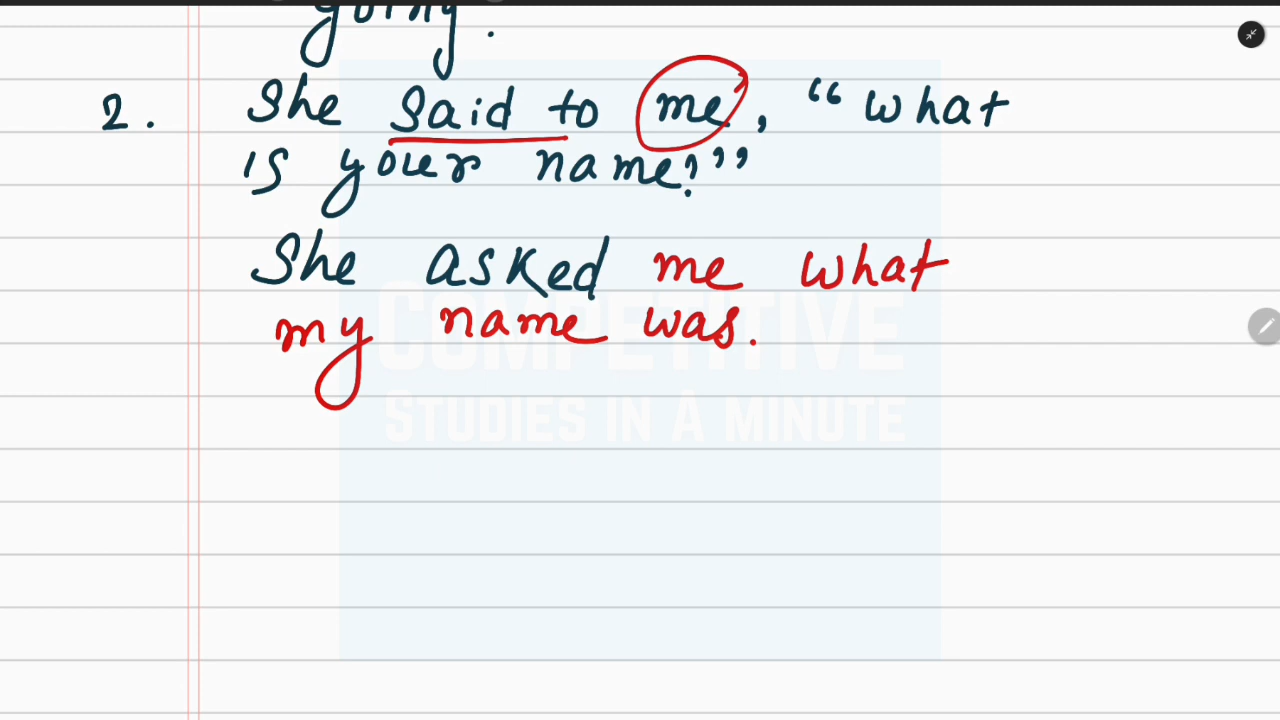 going.
2. She said to me, “what
is your name?”
She asked me what
my name was.
COMPETITIVE
STUDIES IN A MINUTE